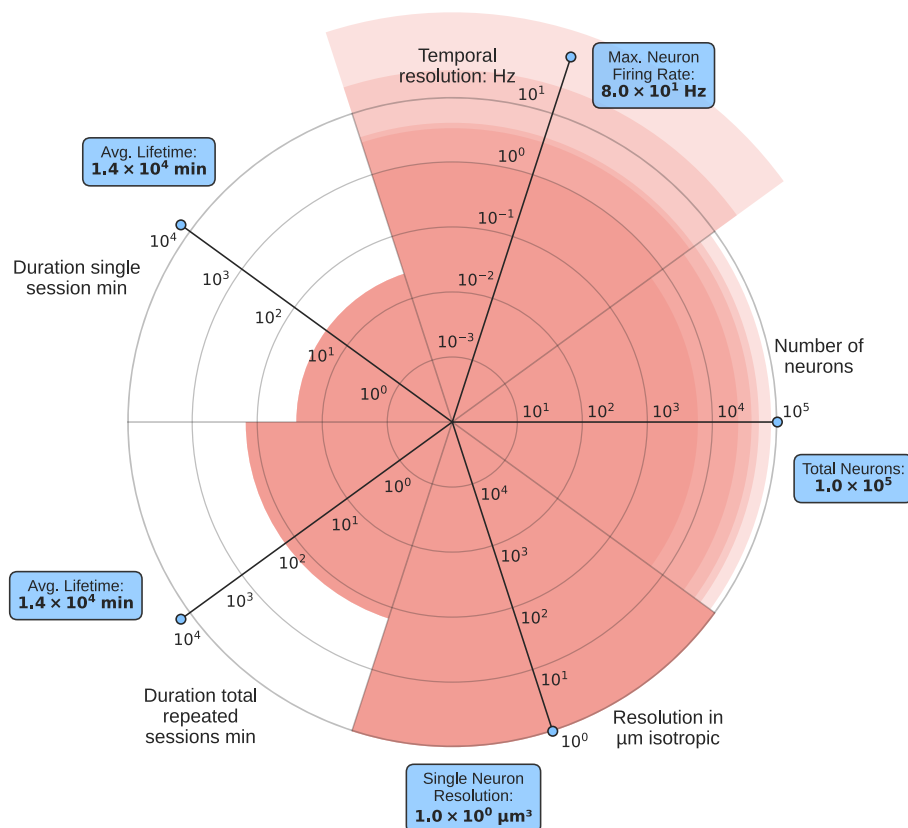 Temporal
resolution: Hz
Max. Neuron
Firing Rate:
8.0 × 10¹ Hz
10¹
10⁰
10⁻¹
10⁻²
10⁻³
Avg. Lifetime:
1.4 × 10⁴ min
Duration single
session min
10⁴
10³
10²
10¹
10⁰
Number of
neurons
10¹
10²
10³
10⁴
10⁵
Total Neurons:
1.0 × 10⁵
Avg. Lifetime:
1.4 × 10⁴ min
10⁰
10¹
10²
10³
10⁴
Duration total
repeated
sessions min
10⁴
10³
10²
10¹
10⁰
Resolution in
µm isotropic
Single Neuron
Resolution:
1.0 × 10⁰ µm³